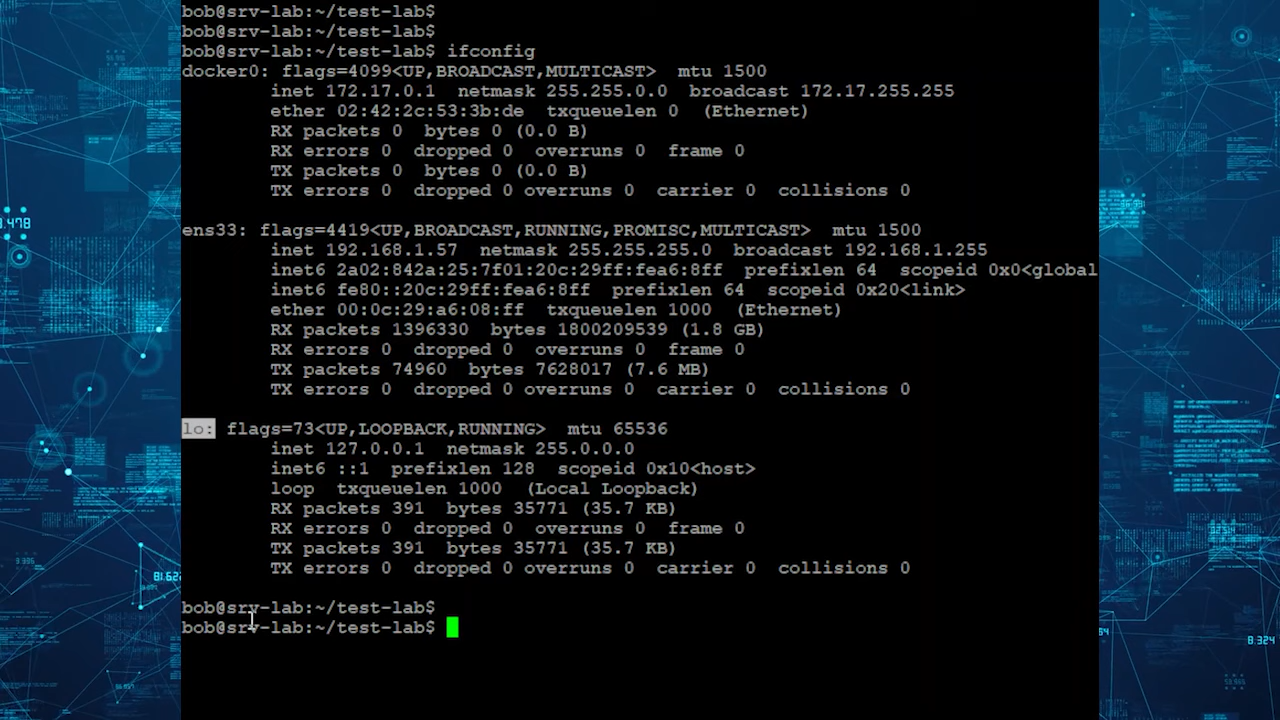 bob@srv-lab:~/test-lab$
bob@srv-lab:~/test-lab$
bob@srv-lab:~/test-lab$ ifconfig
docker0: flags=4099<UP,BROADCAST,MULTICAST>  mtu 1500
        inet 172.17.0.1  netmask 255.255.0.0  broadcast 172.17.255.255
        ether 02:42:2c:53:3b:de  txqueuelen 0  (Ethernet)
        RX packets 0  bytes 0 (0.0 B)
        RX errors 0  dropped 0  overruns 0  frame 0
        TX packets 0  bytes 0 (0.0 B)
        TX errors 0  dropped 0 overruns 0  carrier 0  collisions 0
ens33: flags=4419<UP,BROADCAST,RUNNING,PROMISC,MULTICAST>  mtu 1500
        inet 192.168.1.57  netmask 255.255.255.0  broadcast 192.168.1.255
        inet6 2a02:842a:25:7f01:20c:29ff:fea6:8ff  prefixlen 64  scopeid 0x0<global
        inet6 fe80::20c:29ff:fea6:8ff  prefixlen 64  scopeid 0x20<link>
        ether 00:0c:29:a6:08:ff  txqueuelen 1000  (Ethernet)
        RX packets 1396330  bytes 1800209539 (1.8 GB)
        RX errors 0  dropped 0  overruns 0  frame 0
        TX packets 74960  bytes 7628017 (7.6 MB)
        TX errors 0  dropped 0 overruns 0  carrier 0  collisions 0
lo: flags=73<UP,LOOPBACK,RUNNING>  mtu 65536
        inet 127.0.0.1  netmask 255.0.0.0
        inet6 ::1  prefixlen 128  scopeid 0x10<host>
        loop  txqueuelen 1000  (Local Loopback)
        RX packets 391  bytes 35771 (35.7 KB)
        RX errors 0  dropped 0  overruns 0  frame 0
        TX packets 391  bytes 35771 (35.7 KB)
        TX errors 0  dropped 0 overruns 0  carrier 0  collisions 0
bob@srv-lab:~/test-lab$
bob@srv-lab:~/test-lab$
8.324